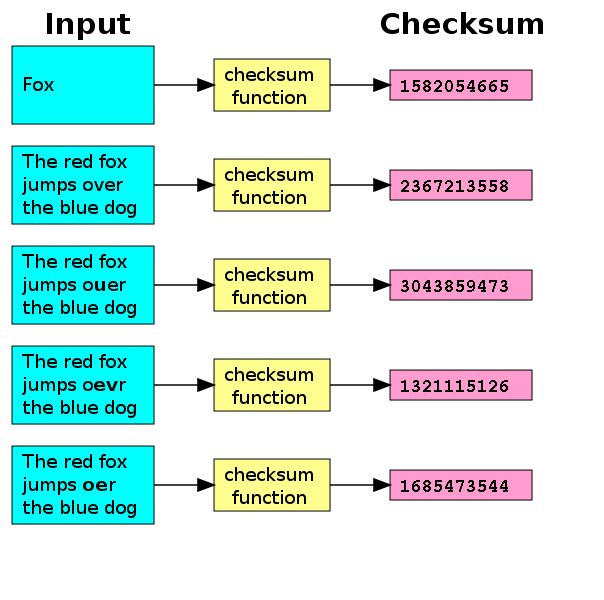 Input
Checksum
Fox
checksum
function
1582054665
The red fox
jumps over
the blue dog
checksum
function
2367213558
The red fox
jumps ouer
the blue dog
checksum
function
3043859473
The red fox
jumps oevr
the blue dog
checksum
function
1321115126
The red fox
jumps oer
the blue dog
checksum
function
1685473544